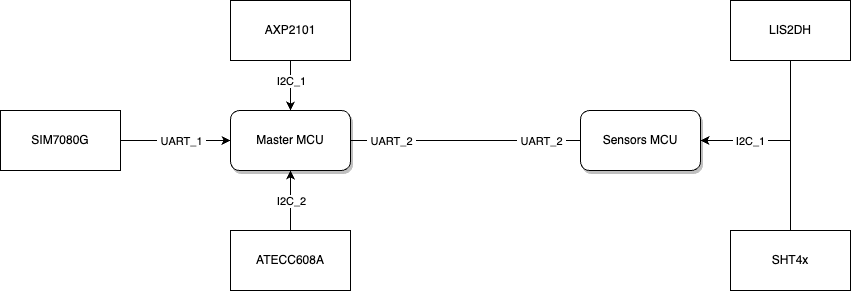 AXP2101
LIS2DH
I2C_1
SIM7080G
UART_1
Master MCU
UART_2
UART_2
Sensors MCU
I2C_1
I2C_2
ATECC608A
SHT4x